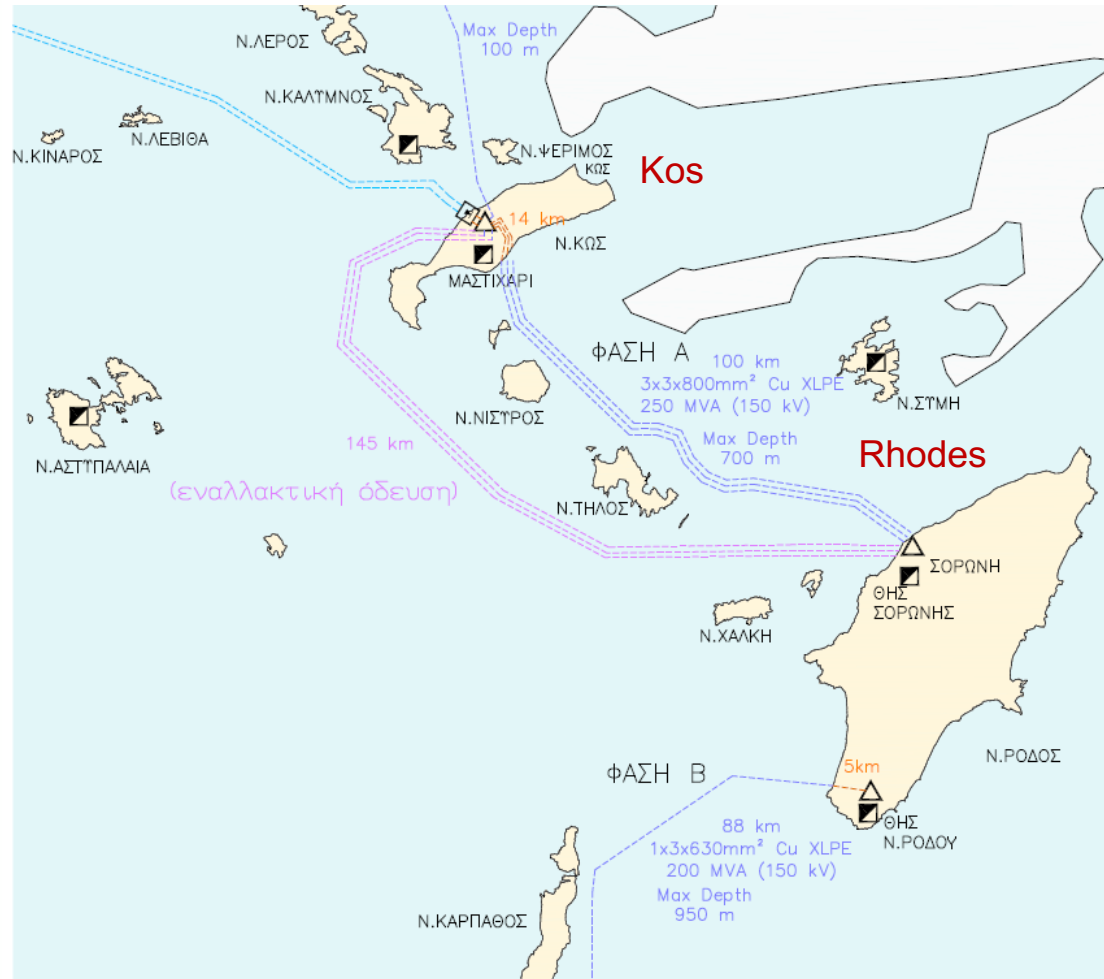 Max Depth
100 m
Ν.ΛΕΡΟΣ
Ν.ΚΑΛΥΜΝΟΣ
Ν.ΛΕΒΙΘΑ
Ν.ΚΙΝΑΡΟΣ
Ν.ΨΕΡΙΜΟΣ
ΚΩΣ
Kos
14 km
Ν.ΚΩΣ
ΜΑΣΤΙΧΑΡΙ
ΦΑΣΗ Α
100 km
3x3x800mm² Cu XLPE
250 MVA (150 kV)
Max Depth
700 m
Ν.ΣΥΜΗ
Ν.ΝΙΣΥΡΟΣ
Ν.ΑΣΤΥΠΑΛΑΙΑ
145 km
(εναλλακτική όδευση)
Rhodes
Ν.ΤΗΛΟΣ
ΣΟΡΩΝΗ
ΘΗΣ
ΣΟΡΩΝΗΣ
Ν.ΧΑΛΚΗ
Ν.ΡΟΔΟΣ
ΦΑΣΗ Β
5km
88 km
1x3x630mm² Cu XLPE
200 MVA (150 kV)
Max Depth
950 m
ΘΗΣ
Ν.ΡΟΔΟΥ
Ν.ΚΑΡΠΑΘΟΣ